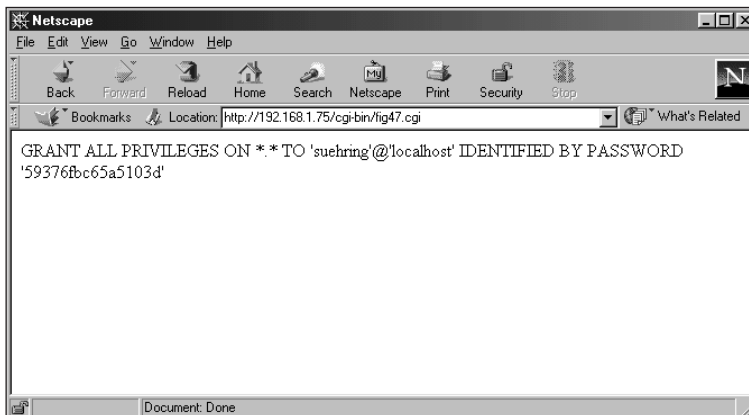 Netscape
File Edit View Go Window Help
Back Forward Reload Home Search Netscape Print Security Stop
N
Bookmarks Location: http://192.168.1.75/cgi-bin/fig47.cgi What's Related
GRANT ALL PRIVILEGES ON *.* TO 'suehring'@'localhost' IDENTIFIED BY PASSWORD
'59376fbc65a5103d'
Document: Done